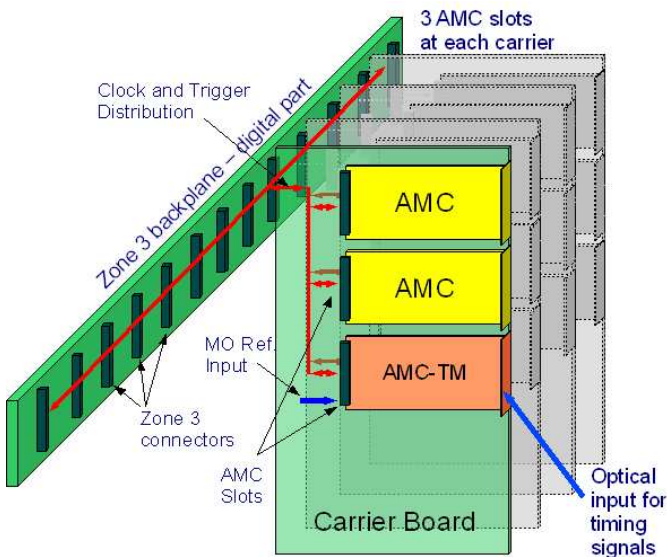 3 AMC slots
at each carrier
Clock and Trigger
Distribution
Zone 3 backplane – digital part
AMC
AMC
MO Ref.
Input
AMC-TM
Zone 3
connectors
AMC
Slots
Carrier Board
Optical
input for
timing
signals